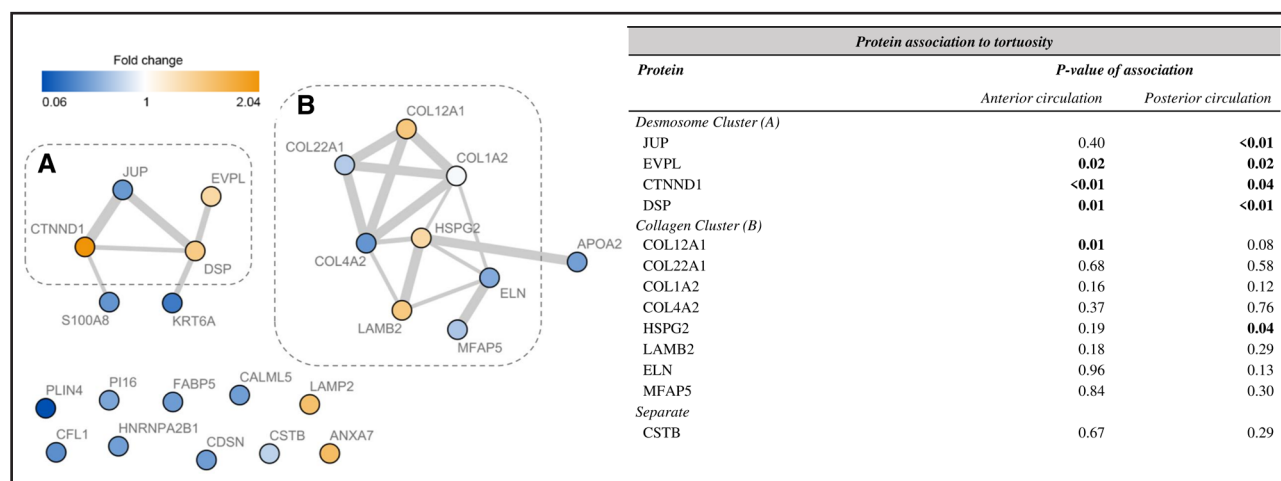 Fold change
0.06 1 2.04
A
JUP
EVPL
CTNND1
DSP
S100A8
KRT6A
B
COL12A1
COL22A1
COL1A2
HSPG2
COL4A2
APOA2
ELN
LAMB2
MFAP5
PLIN4
PI16
FABP5
CALML5
LAMP2
CFL1
HNRNPA2B1
CDSN
CSTB
ANXA7
Protein association to tortuosity
Protein P-value of association
Anterior circulation Posterior circulation
Desmosome Cluster (A)
JUP 0.40 <0.01
EVPL 0.02 0.02
CTNND1 <0.01 0.04
DSP 0.01 <0.01
Collagen Cluster (B)
COL12A1 0.01 0.08
COL22A1 0.68 0.58
COL1A2 0.16 0.12
COL4A2 0.37 0.76
HSPG2 0.19 0.04
LAMB2 0.18 0.29
ELN 0.96 0.13
MFAP5 0.84 0.30
Separate
CSTB 0.67 0.29